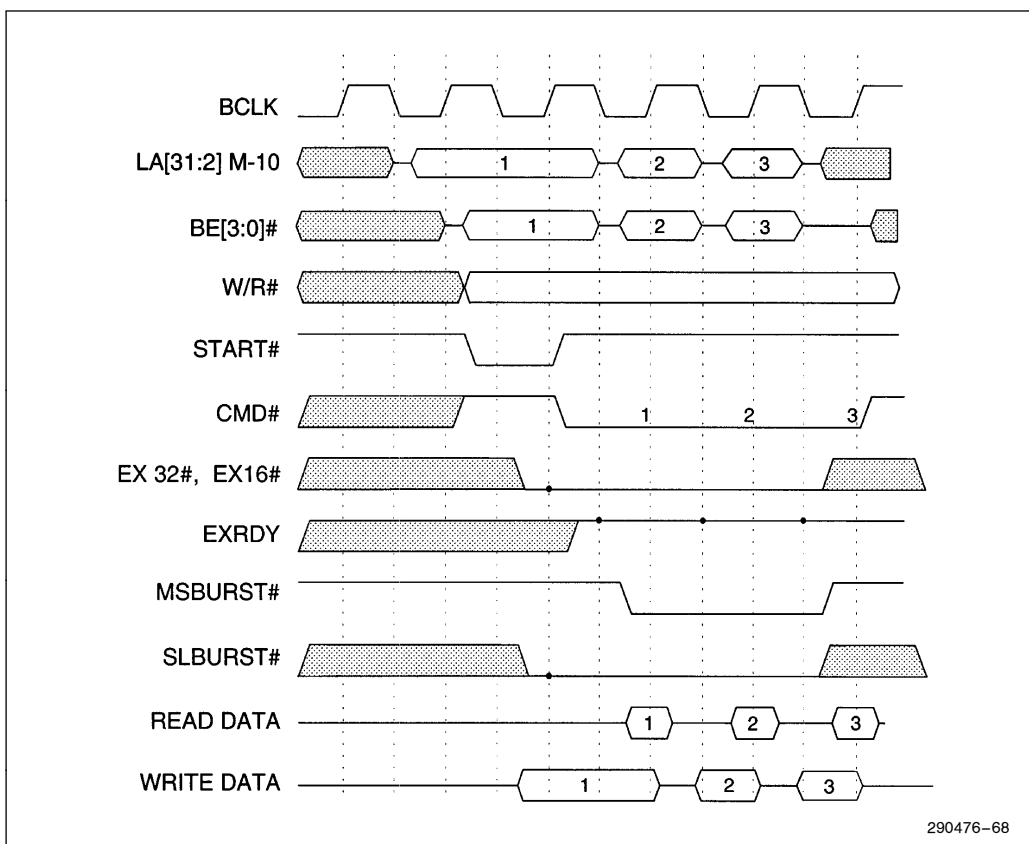 BCLK
LA[31:2] M-10 1 2 3
BE[3:0]# 1 2 3
W/R#
START#
CMD# 1 2 3
EX 32#, EX16#
EXRDY
MSBURST#
SLBURST#
READ DATA 1 2 3
WRITE DATA 1 2 3
290476–68